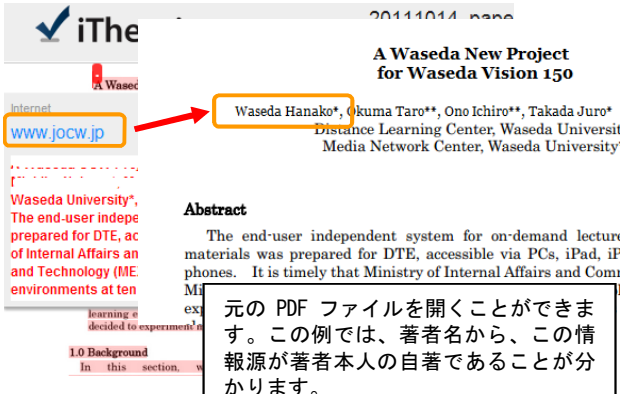 iThe
20111014_pape
A Waseda New Project
for Waseda Vision 150
Waseda Hanako*, Okuma Taro**, Ono Ichiro**, Takada Juro*
Distance Learning Center, Waseda Universit
Media Network Center, Waseda University
Abstract
The end-user independent system for on-demand lecture
materials was prepared for DTE, accessible via PCs, iPad, iP
phones. It is timely that Ministry of Internal Affairs and Com
A Wased
Internet
www.jocw.jp
Waseda University*,
The end-user indepe
prepared for DTE, ac
of Internal Affairs an
and Technology (ME
environments at ten
learning e
decided to experiment
1.0 Background
In this section, w
元の PDF ファイルを開くことができま
す。この例では、著者名から、この情
報源が著者本人の自著であることが分
かります。